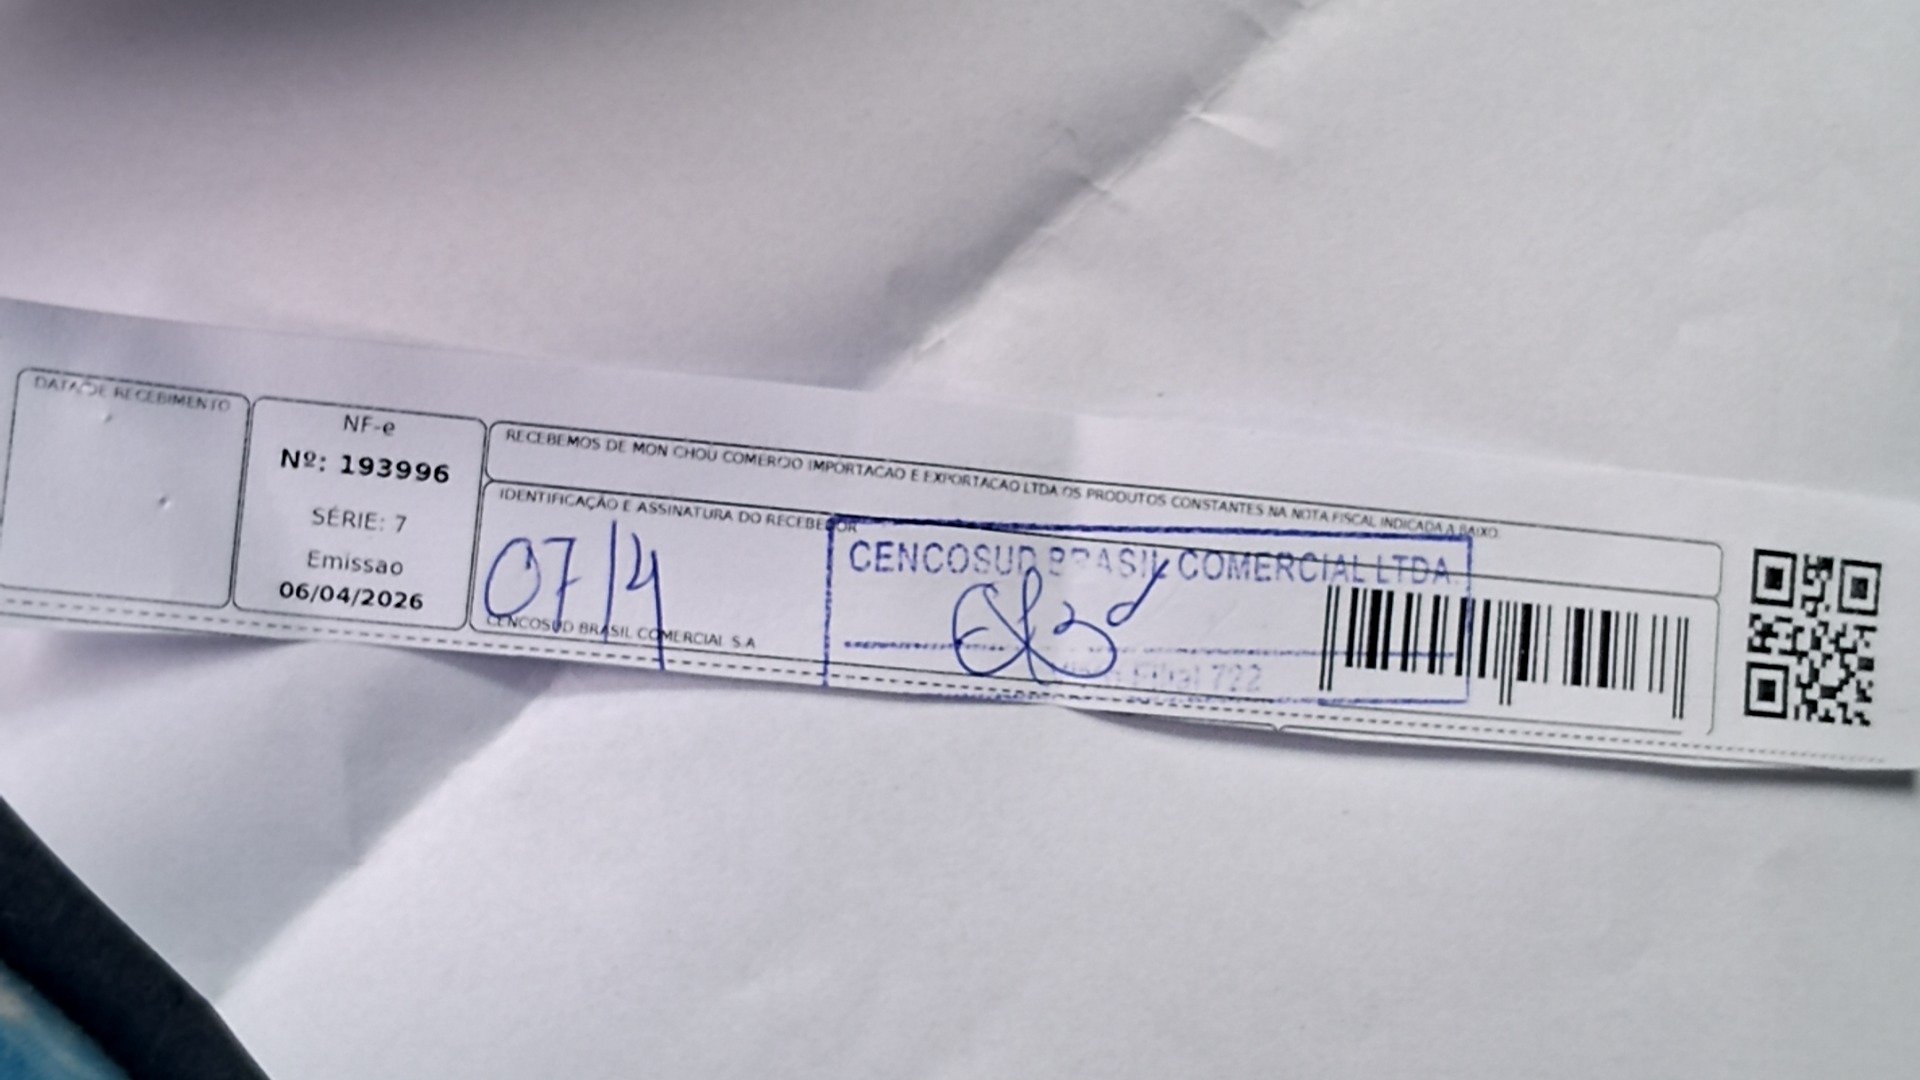 DATA DE RECEBIMENTO
NF-e
Nº: 193996
SÉRIE: 7
Emissao
06/04/2026
RECEBEMOS DE MON CHOU COMERCIO IMPORTACAO E EXPORTACAO LTDA OS PRODUTOS CONSTANTES NA NOTA FISCAL INDICADA A BAIXO
IDENTIFICAÇÃO E ASSINATURA DO RECEBEDOR
07/4
CENCOSUD BRASIL COMERCIAL S.A
CENCOSUD BRASIL COMERCIAL LTDA.
Filial 722